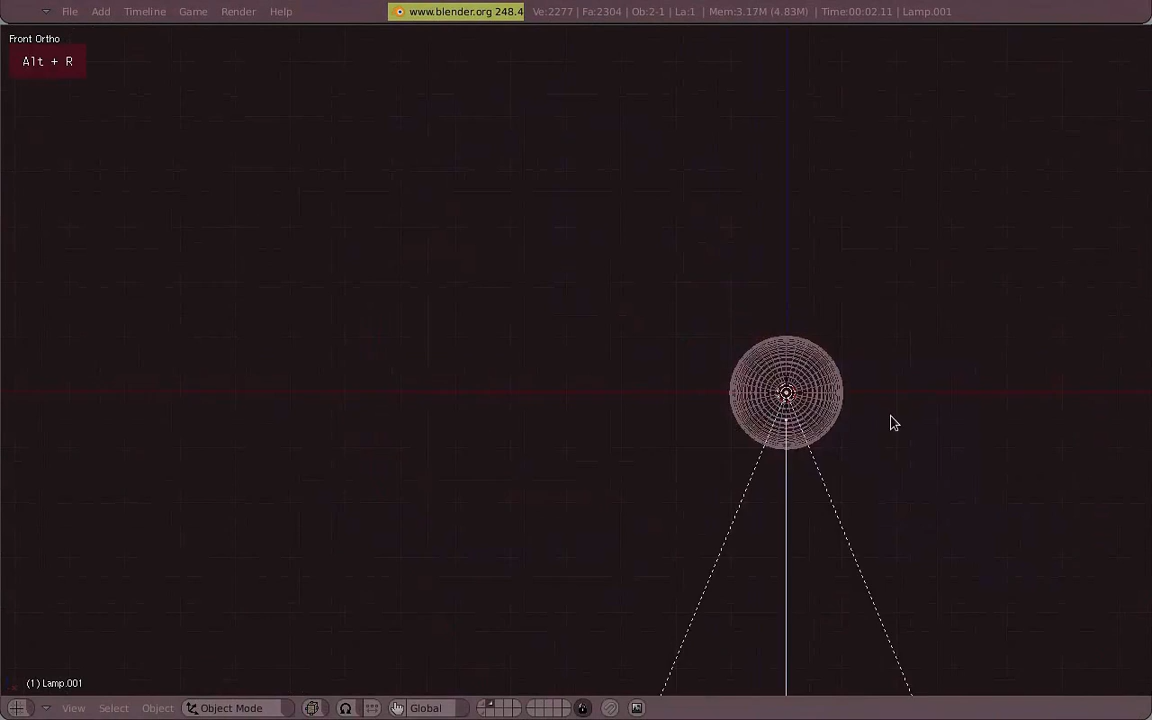 File Add Timeline Game Render Help www.blender.org 248.4 Ve:2277 | Fa:2304 | Ob:2-1 | La:1 | Mem:3.17M (4.83M) | Time:00:02.11 | Lamp.001
Front Ortho
Alt + R
(1) Lamp.001
View Select Object Object Mode Global